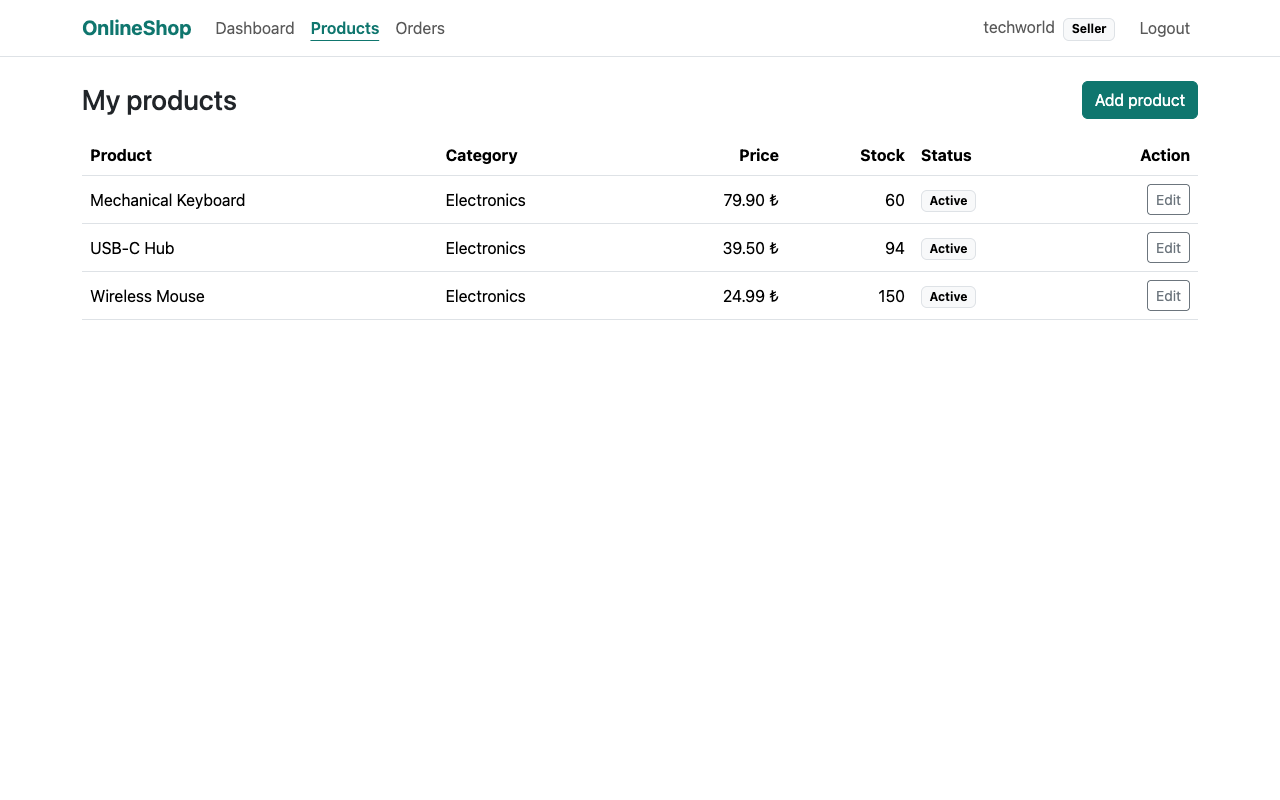 OnlineShop Dashboard Products Orders techworld Seller Logout
My products Add product
Product Category Price Stock Status Action
Mechanical Keyboard Electronics 79.90 ₺ 60 Active Edit
USB-C Hub Electronics 39.50 ₺ 94 Active Edit
Wireless Mouse Electronics 24.99 ₺ 150 Active Edit